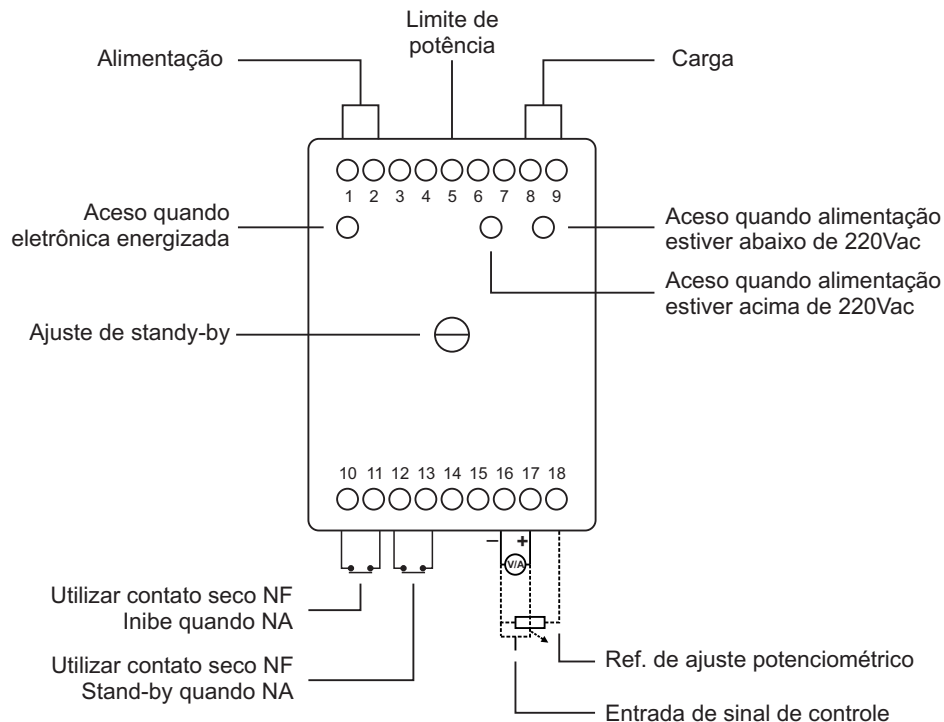 Limite de
potência
Alimentação
Carga
1 2 3 4 5 6 7 8 9
Aceso quando
eletrônica energizada
Aceso quando alimentação
estiver abaixo de 220Vac
Aceso quando alimentação
estiver acima de 220Vac
Ajuste de standy-by
10 11 12 13 14 15 16 17 18
– +
V/A
Utilizar contato seco NF
Inibe quando NA
Utilizar contato seco NF
Stand-by quando NA
Ref. de ajuste potenciométrico
Entrada de sinal de controle